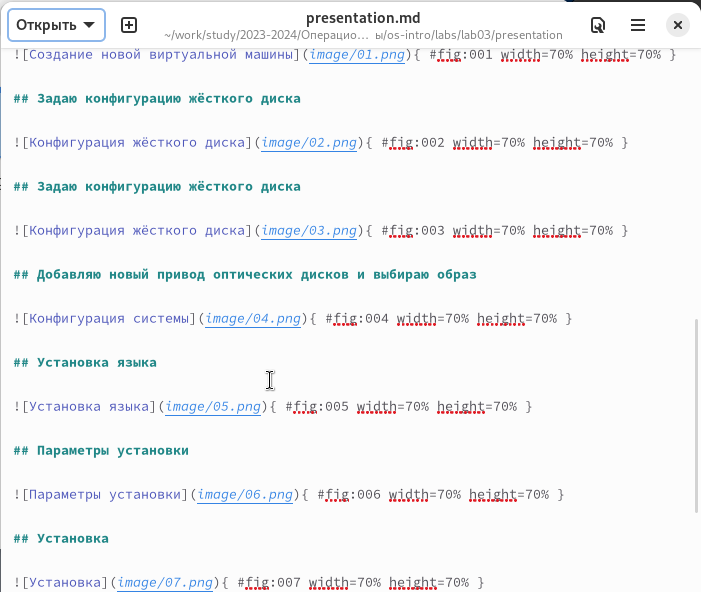 Открыть
presentation.md
~/work/study/2023-2024/Операцио… ы/os-intro/labs/lab03/presentation
![Создание новой виртуальной машины](image/01.png){ #fig:001 width=70% height=70% }
## Задаю конфигурацию жёсткого диска
![Конфигурация жёсткого диска](image/02.png){ #fig:002 width=70% height=70% }
## Задаю конфигурацию жёсткого диска
![Конфигурация жёсткого диска](image/03.png){ #fig:003 width=70% height=70% }
## Добавляю новый привод оптических дисков и выбираю образ
![Конфигурация системы](image/04.png){ #fig:004 width=70% height=70% }
## Установка языка
![Установка языка](image/05.png){ #fig:005 width=70% height=70% }
## Параметры установки
![Параметры установки](image/06.png){ #fig:006 width=70% height=70% }
## Установка
![Установка](image/07.png){ #fig:007 width=70% height=70% }